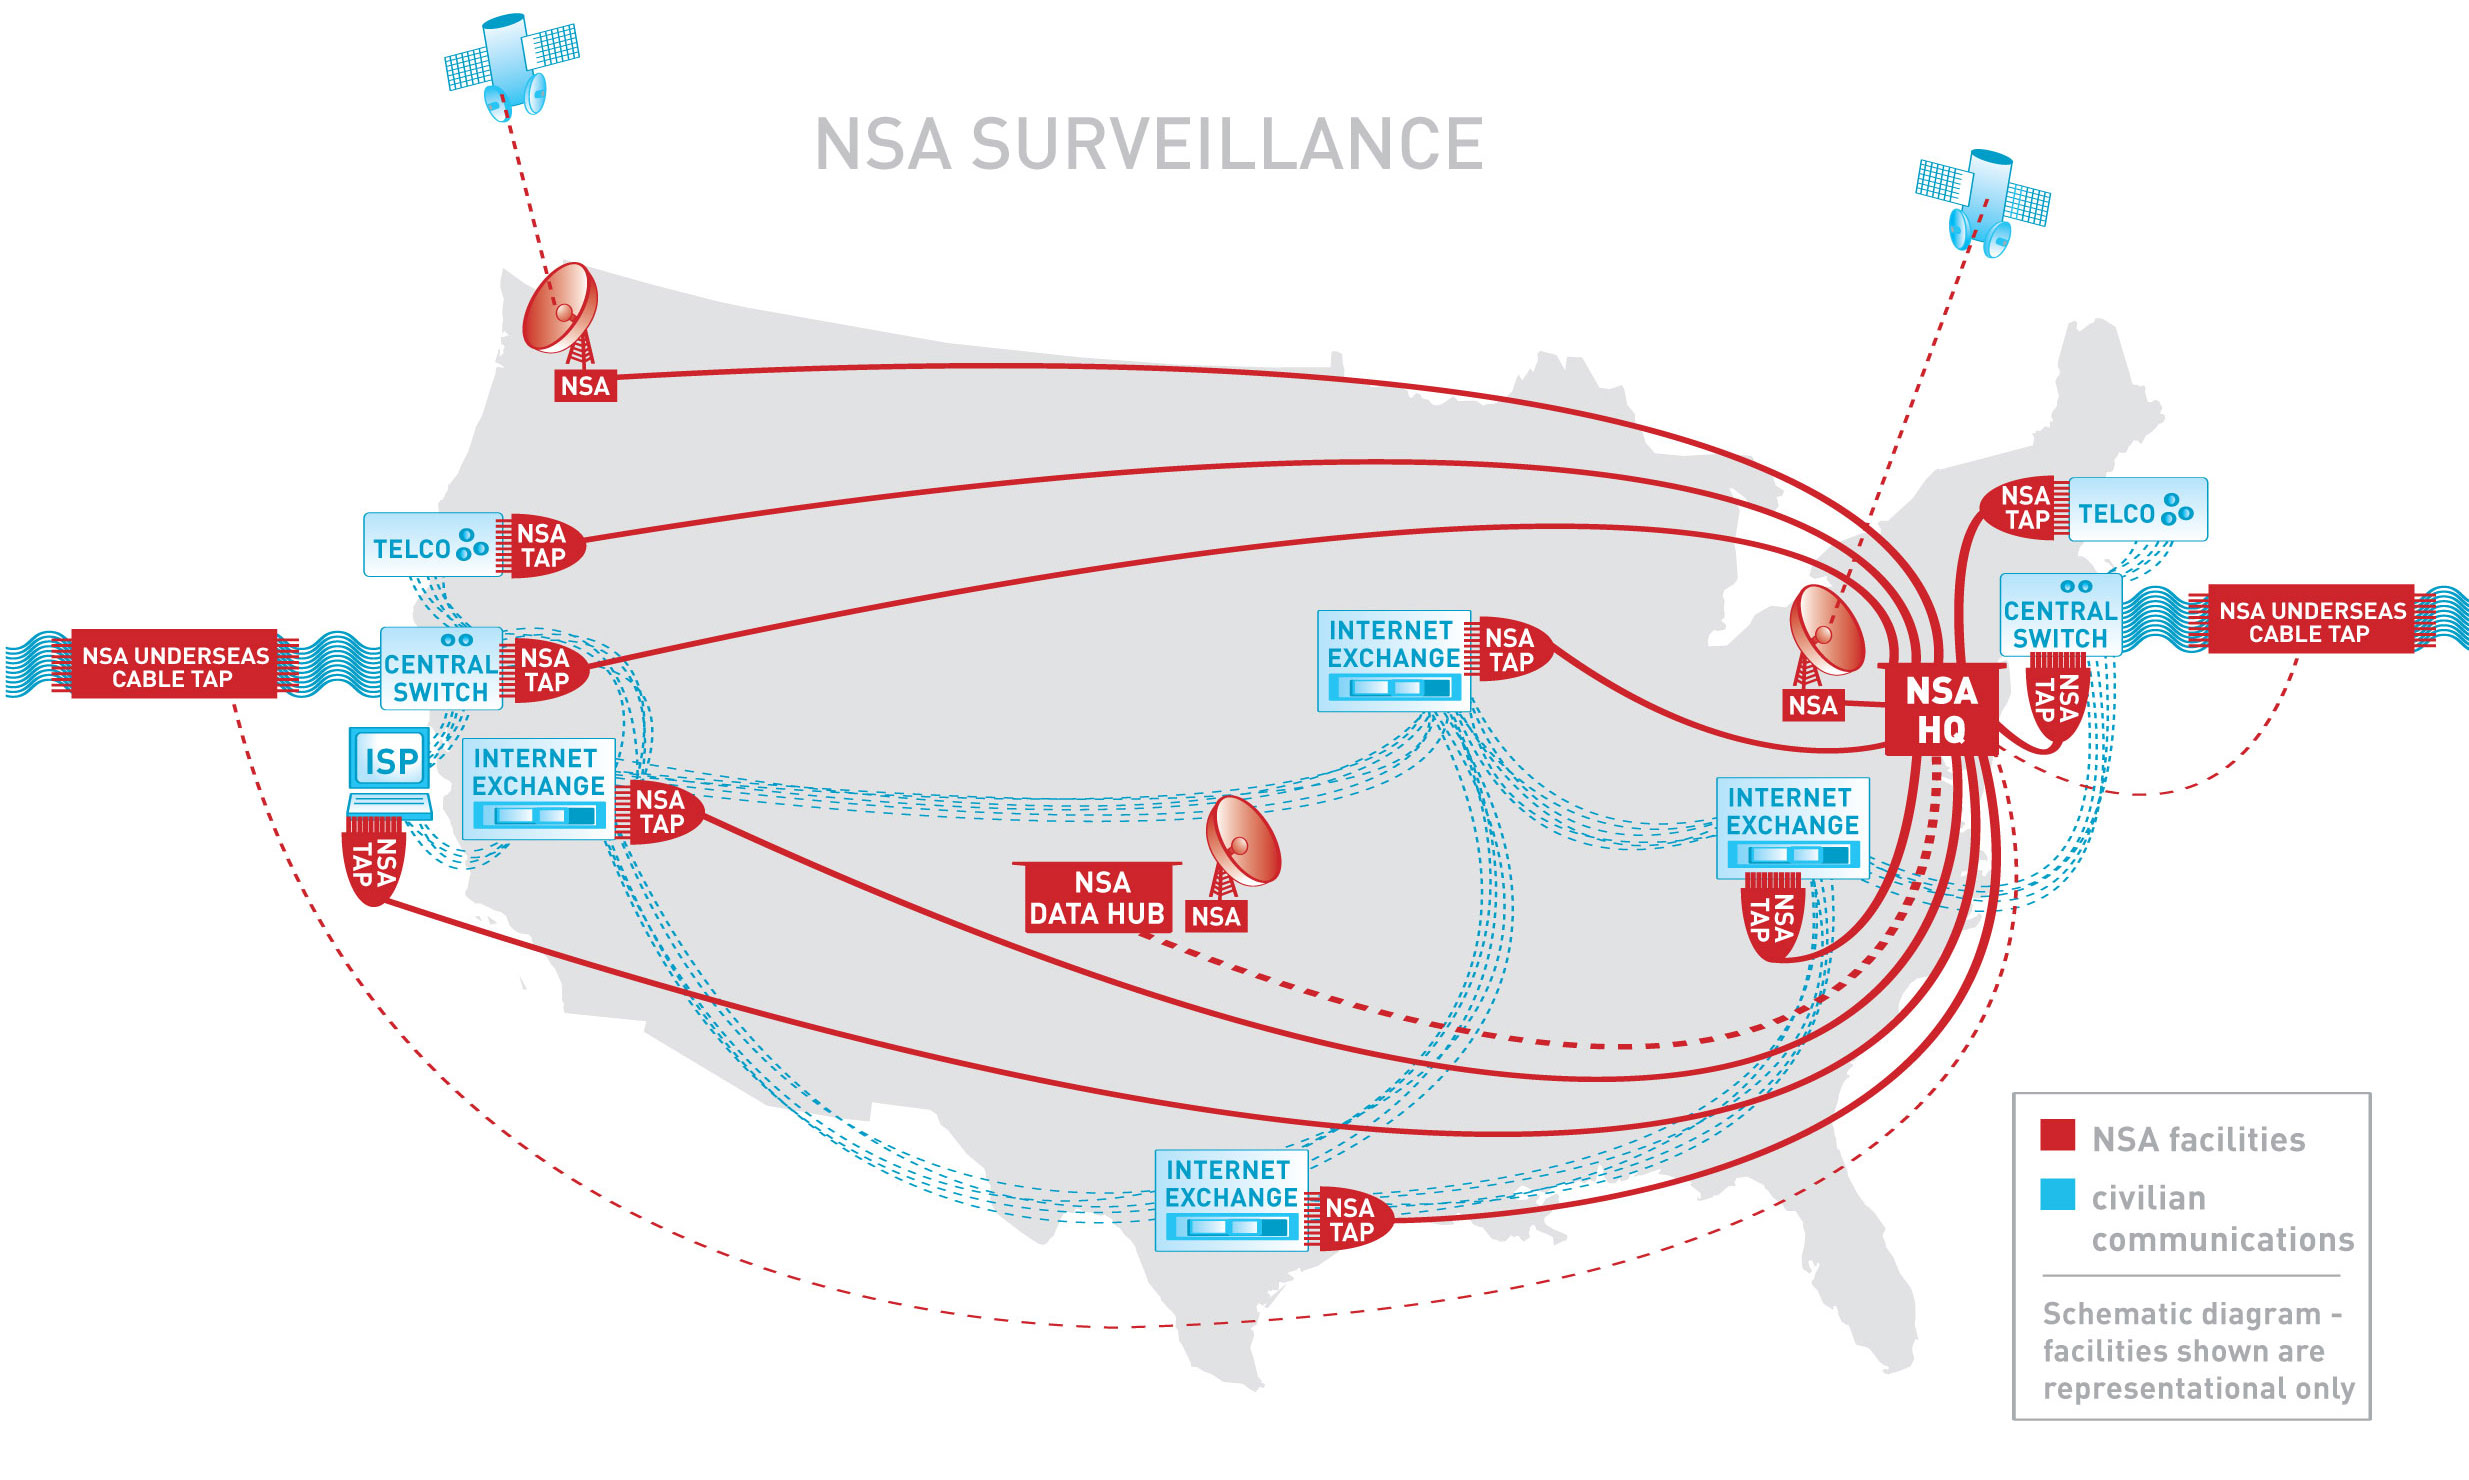 NSA SURVEILLANCE
NSA
TELCO
NSA
TAP
NSA
TAP
TELCO
NSA UNDERSEAS
CABLE TAP
CENTRAL
SWITCH
NSA
TAP
INTERNET
EXCHANGE
NSA
TAP
NSA
NSA
HQ
CENTRAL
SWITCH
NSA
TAP
NSA UNDERSEAS
CABLE TAP
ISP
NSA
TAP
INTERNET
EXCHANGE
NSA
TAP
NSA
DATA HUB
NSA
INTERNET
EXCHANGE
NSA
TAP
INTERNET
EXCHANGE
NSA
TAP
NSA facilities
civilian
communications
Schematic diagram -
facilities shown are
representational only